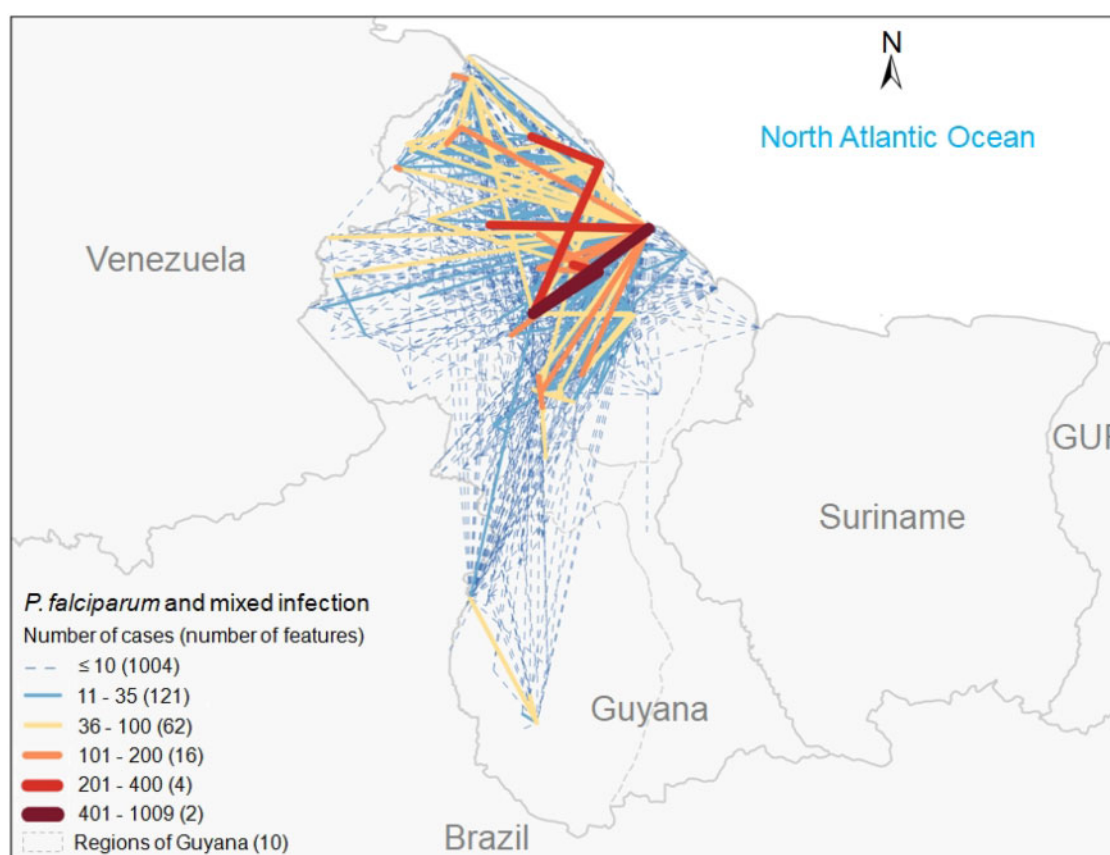 N
North Atlantic Ocean
Venezuela
GUF
Suriname
Guyana
Brazil
P. falciparum and mixed infection
Number of cases (number of features)
≤ 10 (1004)
11 - 35 (121)
36 - 100 (62)
101 - 200 (16)
201 - 400 (4)
401 - 1009 (2)
Regions of Guyana (10)